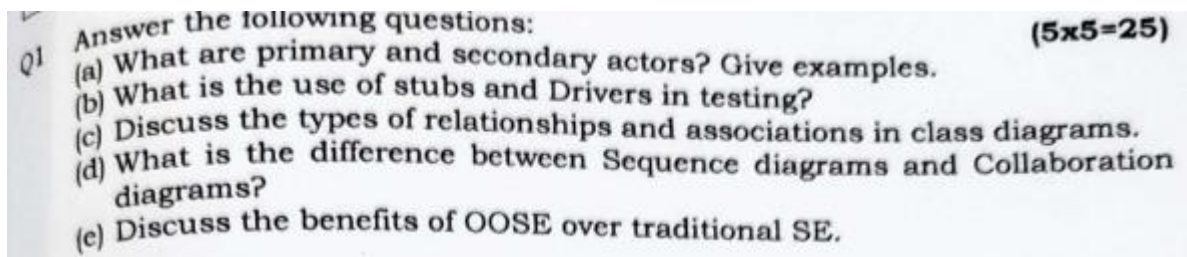 Q1 Answer the following questions: (5x5=25)
(a) What are primary and secondary actors? Give examples.
(b) What is the use of stubs and Drivers in testing?
(c) Discuss the types of relationships and associations in class diagrams.
(d) What is the difference between Sequence diagrams and Collaboration
diagrams?
(e) Discuss the benefits of OOSE over traditional SE.